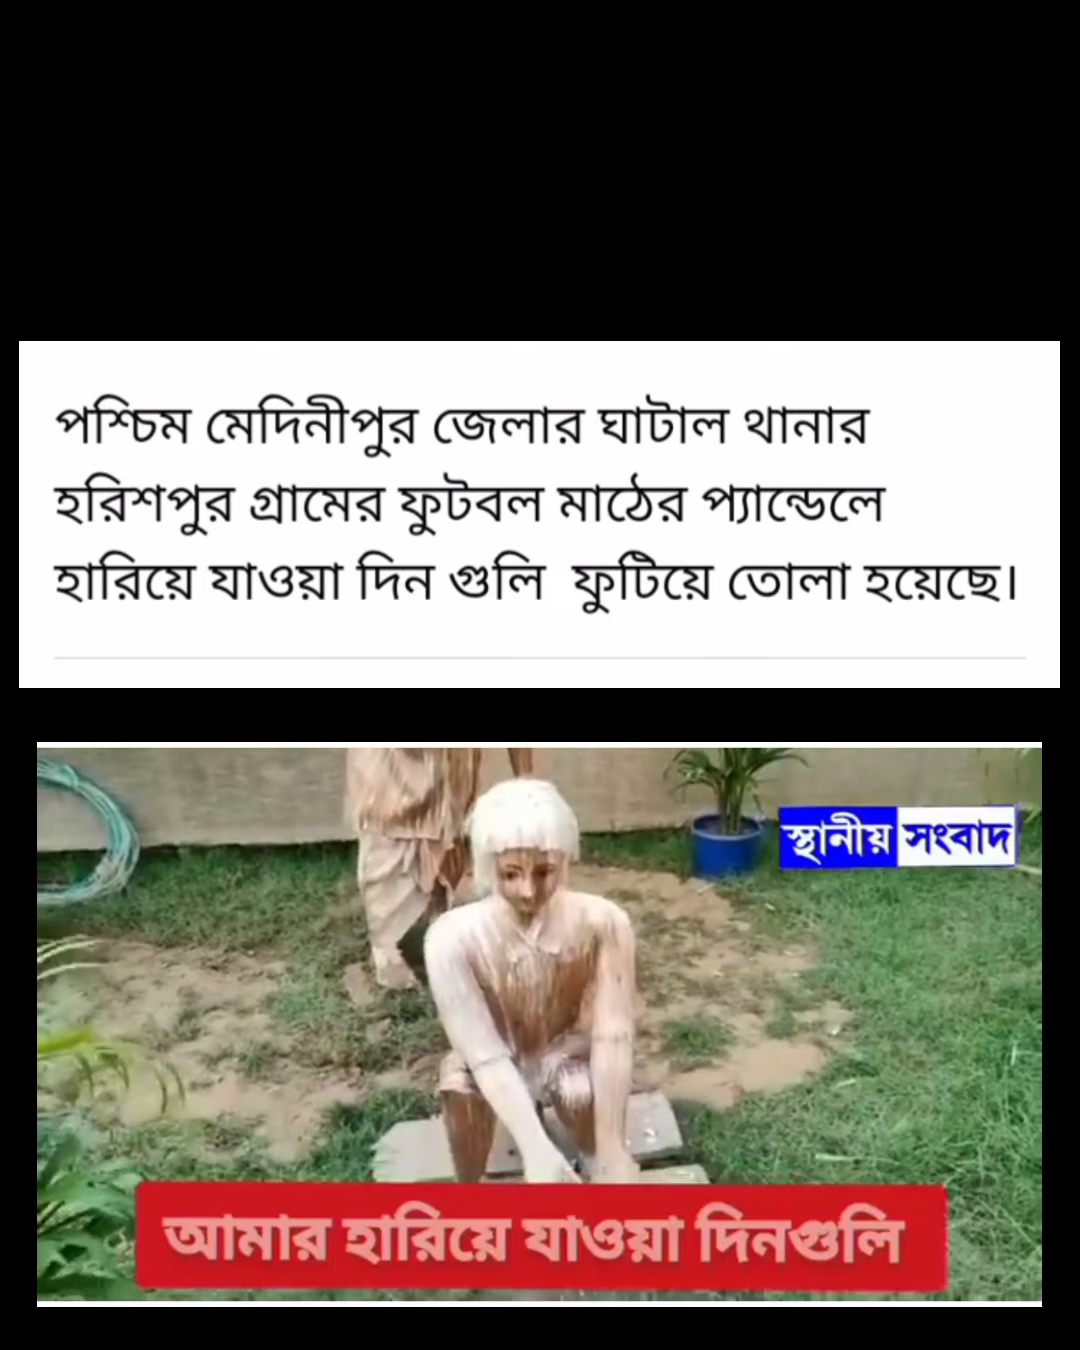 পশ্চিম মেদিনীপুর জেলার ঘাটাল থানার
হরিশপুর গ্রামের ফুটবল মাঠের প্যান্ডেলে
হারিয়ে যাওয়া দিন গুলি ফুটিয়ে তোলা হয়েছে।
স্থানীয় সংবাদ
আমার হারিয়ে যাওয়া দিনগুলি